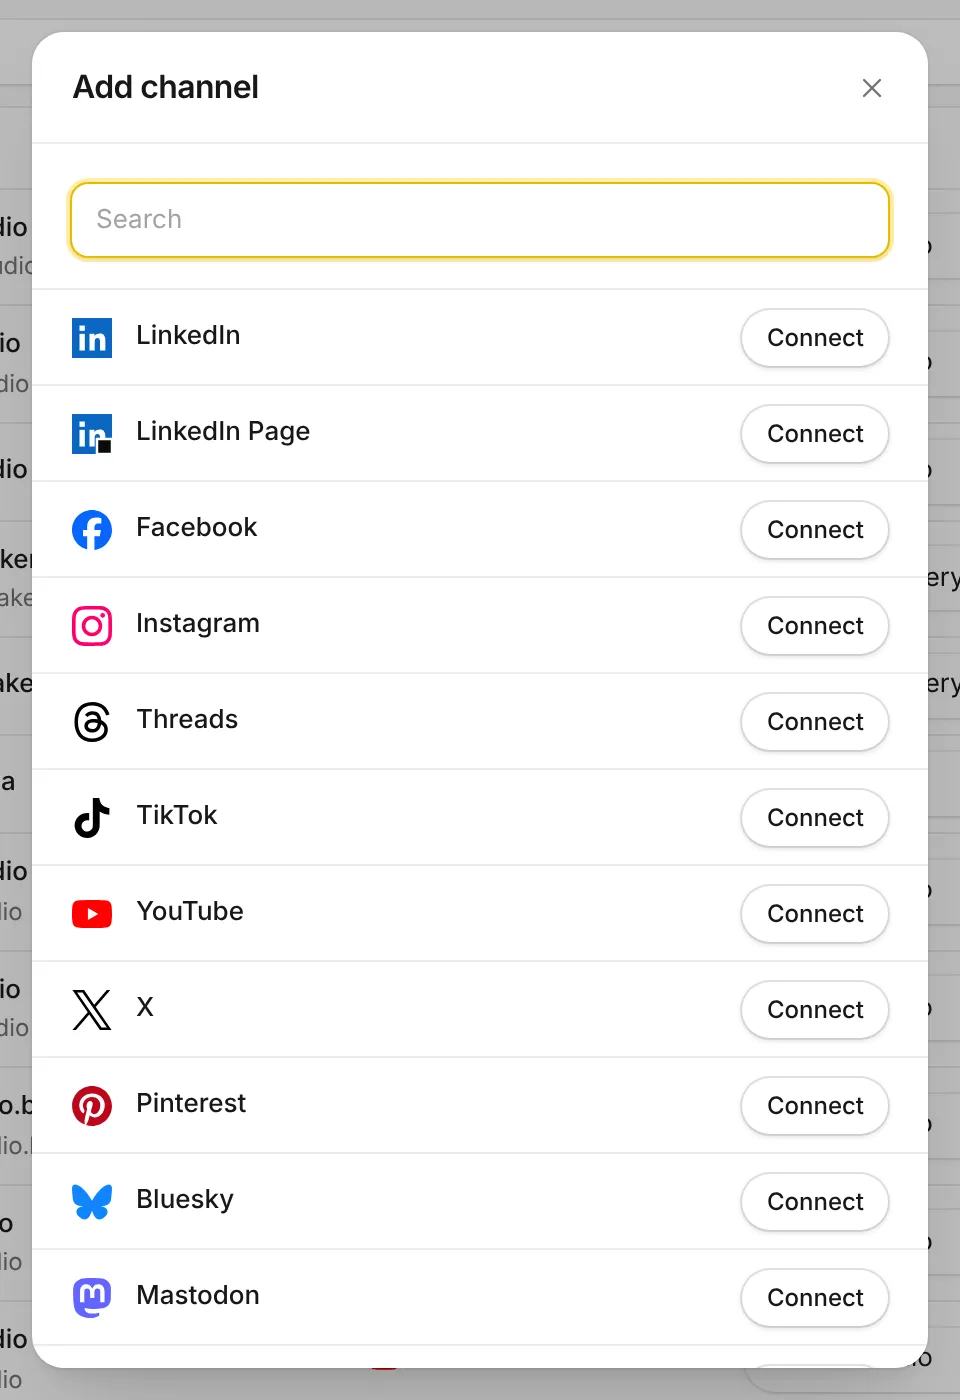 Add channel
Search
LinkedIn
Connect
LinkedIn Page
Connect
Facebook
Connect
Instagram
Connect
Threads
Connect
TikTok
Connect
YouTube
Connect
X
Connect
Pinterest
Connect
Bluesky
Connect
Mastodon
Connect